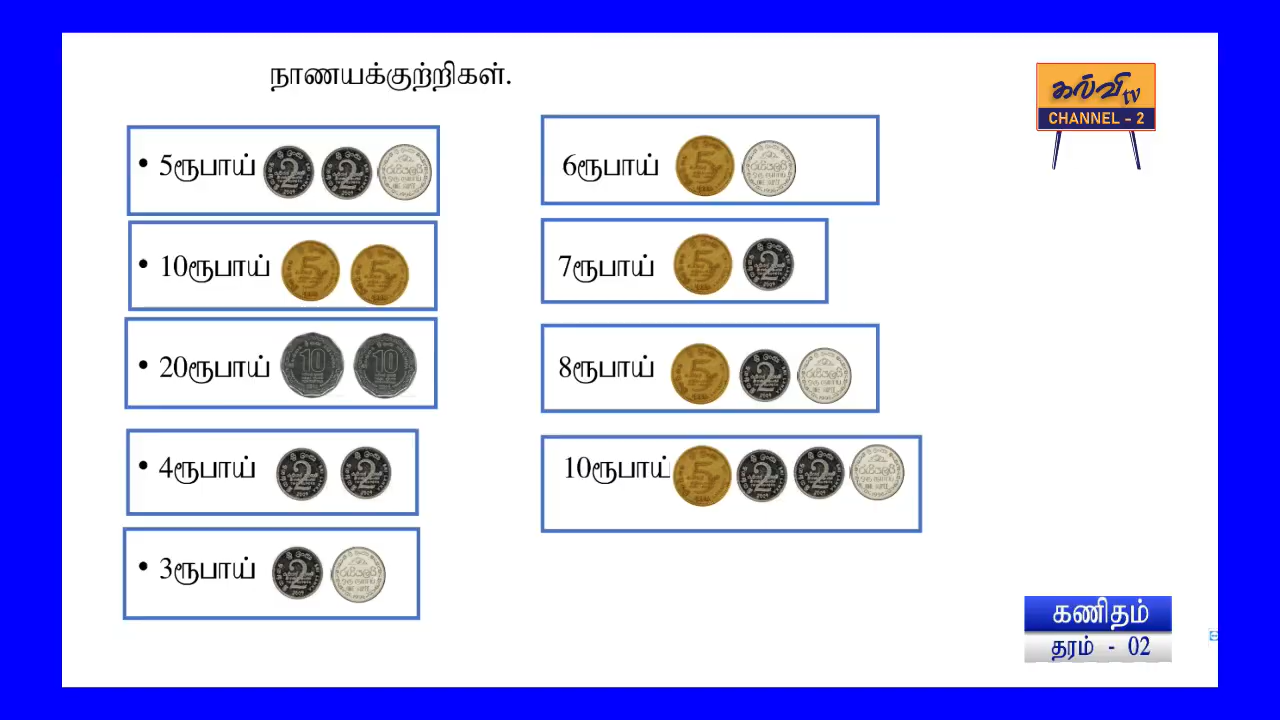 நாணயக்குற்றிகள்.
கல்வி tv
CHANNEL - 2
• 5ரூபாய்
• 10ரூபாய்
• 20ரூபாய்
• 4ரூபாய்
• 3ரூபாய்
6ரூபாய்
7ரூபாய்
8ரூபாய்
10ரூபாய்
கணிதம்
தரம் - 02